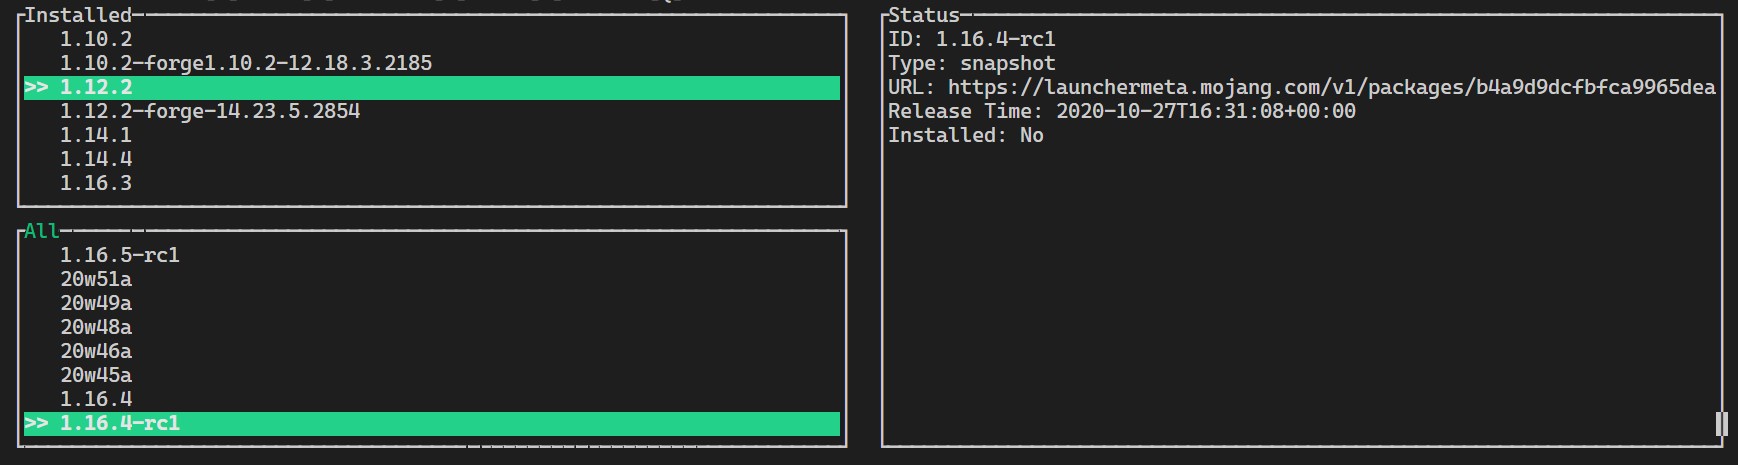 Installed
1.10.2
1.10.2-forge1.10.2-12.18.3.2185
>> 1.12.2
1.12.2-forge-14.23.5.2854
1.14.1
1.14.4
1.16.3
All
1.16.5-rc1
20w51a
20w49a
20w48a
20w46a
20w45a
1.16.4
>> 1.16.4-rc1
Status
ID: 1.16.4-rc1
Type: snapshot
URL: https://launchermeta.mojang.com/v1/packages/b4a9d9dcfbfca9965dea
Release Time: 2020-10-27T16:31:08+00:00
Installed: No